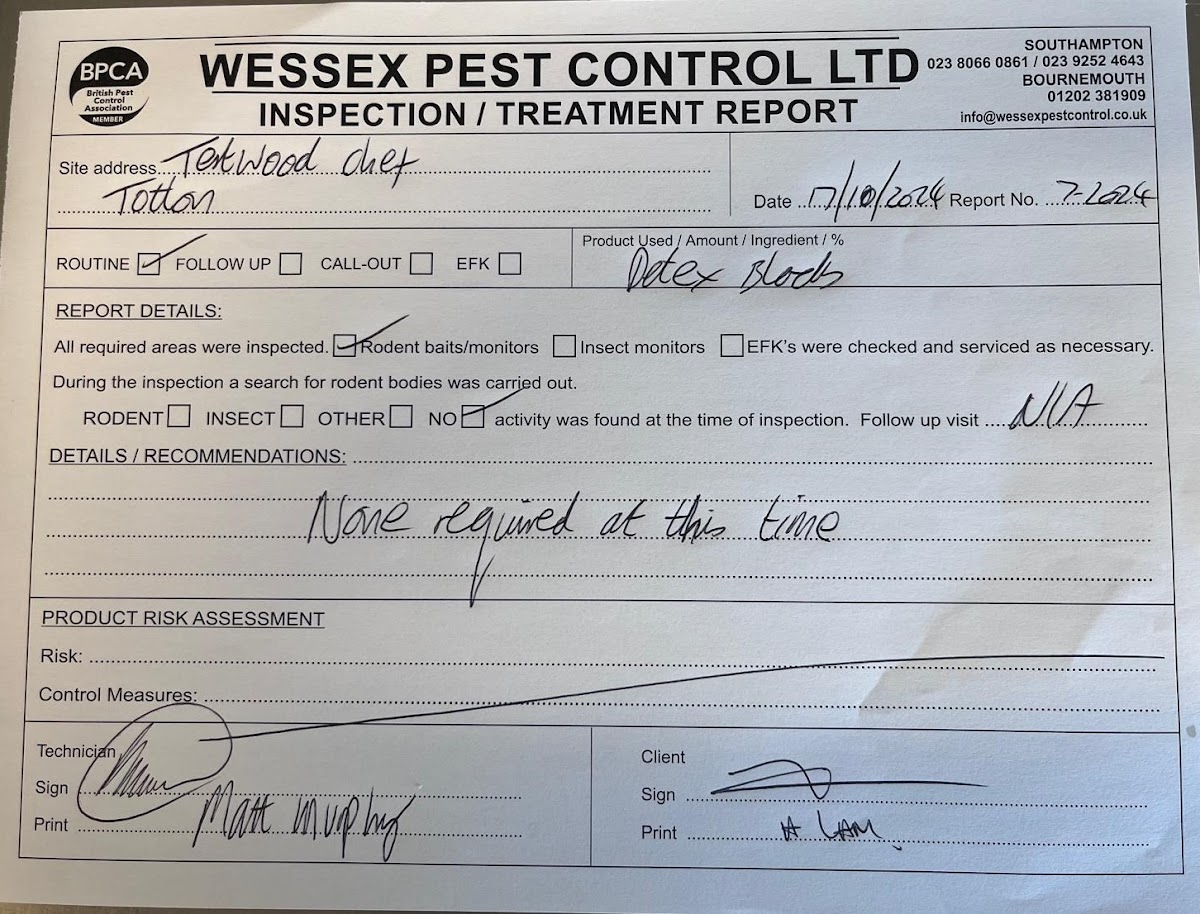 BPCA
British Pest
Control
Association
MEMBER
WESSEX PEST CONTROL LTD
INSPECTION / TREATMENT REPORT
SOUTHAMPTON
023 8066 0861 / 023 9252 4643
BOURNEMOUTH
01202 381909
info@wessexpestcontrol.co.uk
Site address Testwood Chef
Totton
Date 17/10/2024 Report No. 7-2024
ROUTINE FOLLOW UP CALL-OUT EFK
Product Used / Amount / Ingredient / %
Detex Blocks
REPORT DETAILS:
All required areas were inspected. Rodent baits/monitors Insect monitors EFK's were checked and serviced as necessary.
During the inspection a search for rodent bodies was carried out.
RODENT INSECT OTHER NO activity was found at the time of inspection. Follow up visit N/A
DETAILS / RECOMMENDATIONS:
None required at this time
PRODUCT RISK ASSESSMENT
Risk:
Control Measures:
Technician
Sign
Print Matt Murphy
Client
Sign
Print A LAM